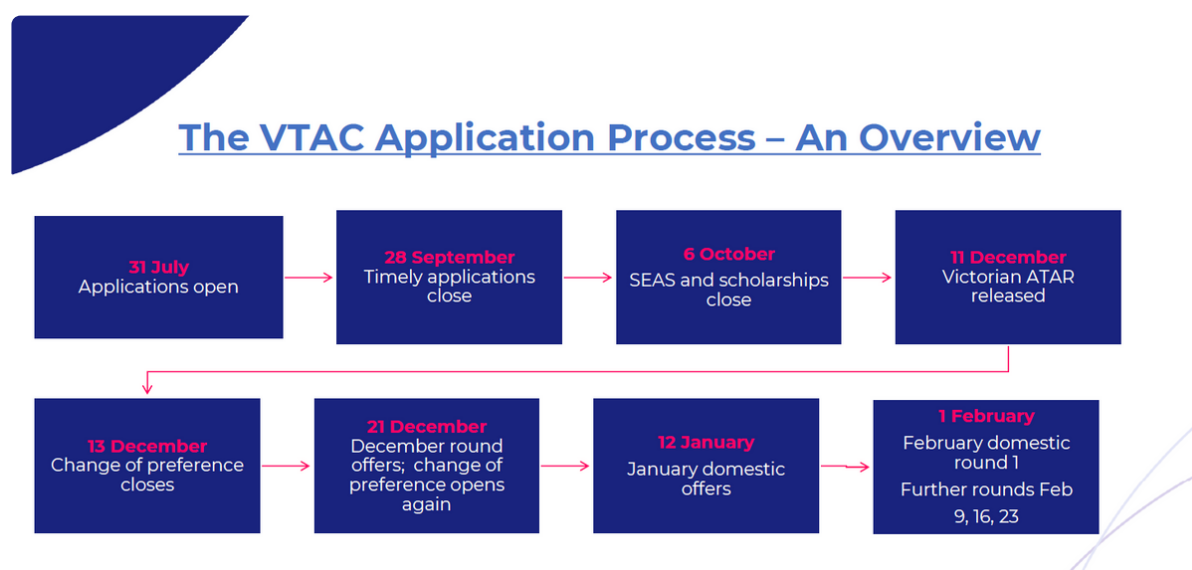 The VTAC Application Process – An Overview
31 July
Applications open
28 September
Timely applications
close
6 October
SEAS and scholarships
close
11 December
Victorian ATAR
released
13 December
Change of preference
closes
21 December
December round
offers; change of
preference opens
again
12 January
January domestic
offers
1 February
February domestic
round 1
Further rounds Feb
9, 16, 23